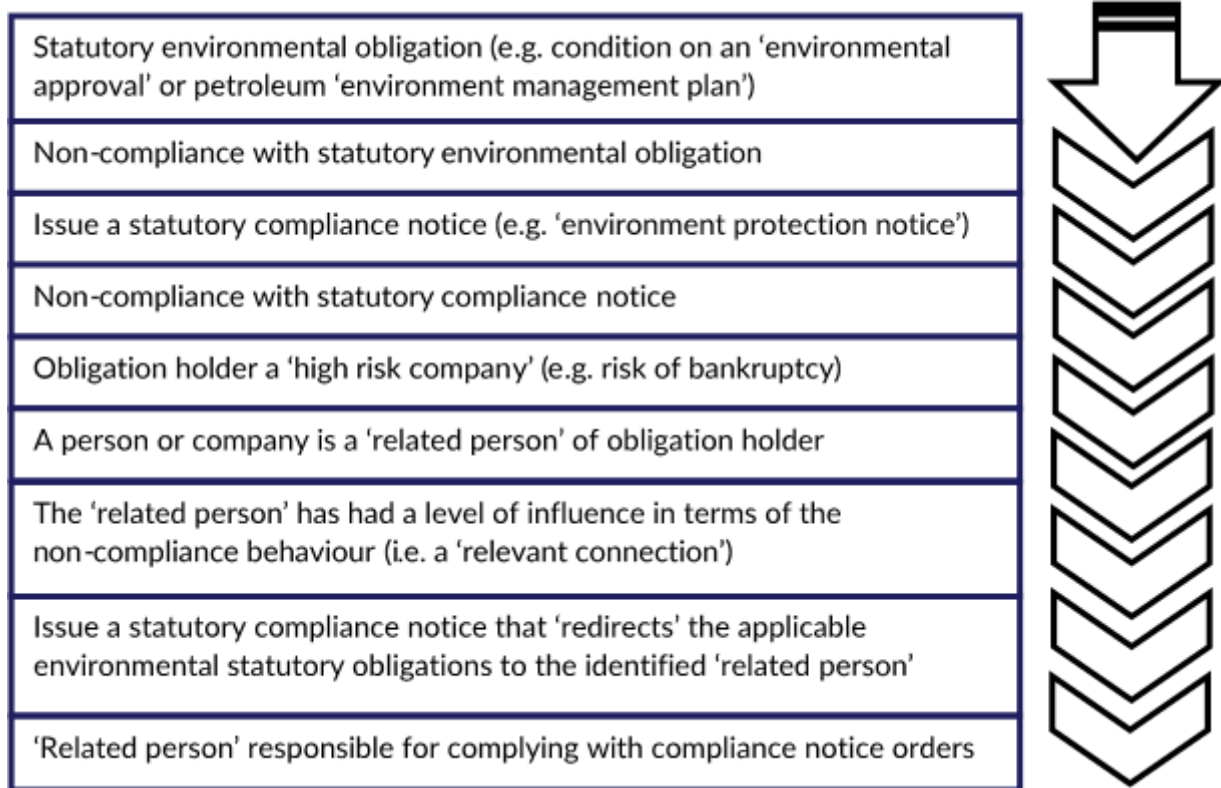 Statutory environmental obligation (e.g. condition on an ‘environmental
approval’ or petroleum ‘environment management plan’)
Non-compliance with statutory environmental obligation
Issue a statutory compliance notice (e.g. ‘environment protection notice’)
Non-compliance with statutory compliance notice
Obligation holder a ‘high risk company’ (e.g. risk of bankruptcy)
A person or company is a ‘related person’ of obligation holder
The ‘related person’ has had a level of influence in terms of the
non-compliance behaviour (i.e. a ‘relevant connection’)
Issue a statutory compliance notice that ‘redirects’ the applicable
environmental statutory obligations to the identified ‘related person’
‘Related person’ responsible for complying with compliance notice orders